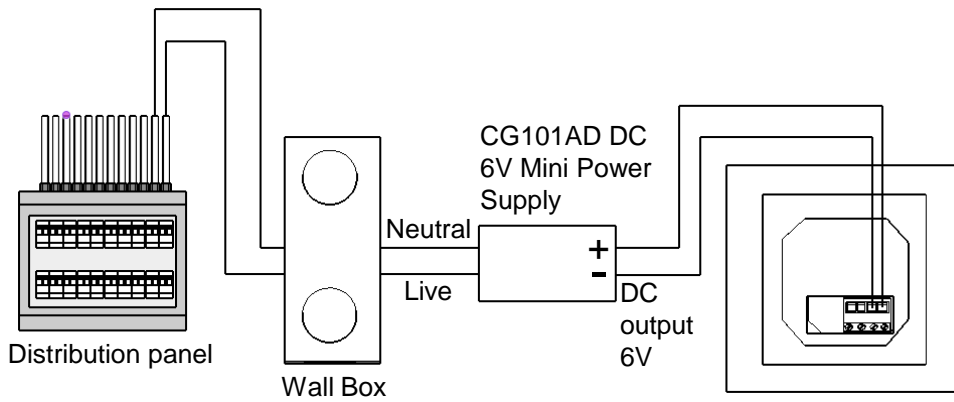 CG101AD DC
6V Mini Power
Supply
Neutral
Live
+
-
DC
output
6V
Distribution panel
Wall Box